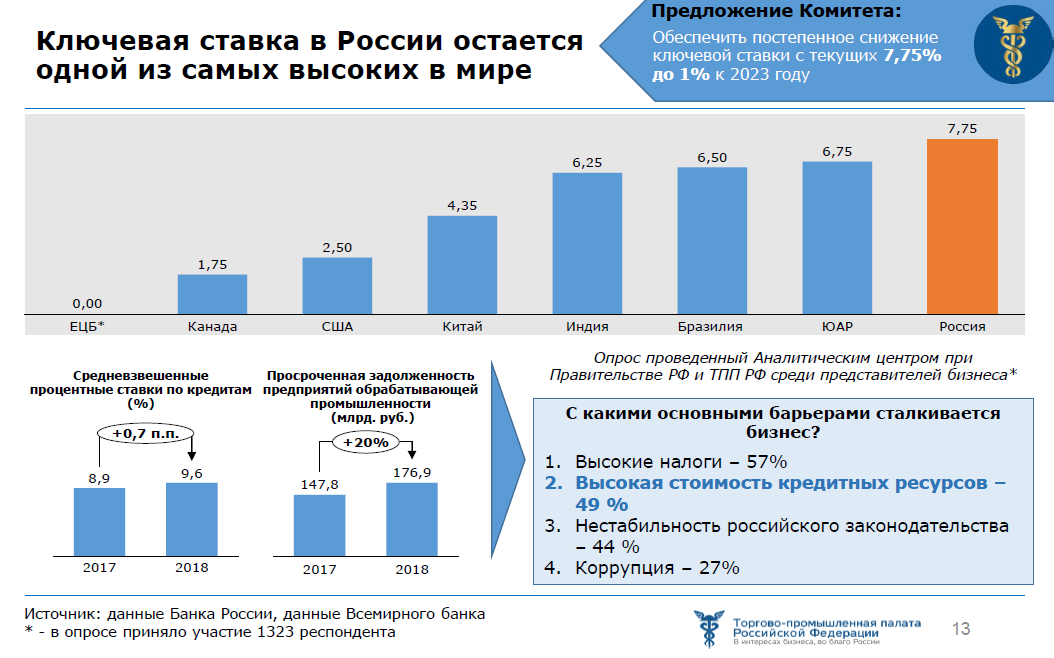 Ключевая ставка в России остается
одной из самых высоких в мире
Предложение Комитета:
Обеспечить постепенное снижение
ключевой ставки с текущих 7,75%
до 1% к 2023 году
0,00
1,75
2,50
4,35
6,25
6,50
6,75
7,75
ЕЦБ*
Канада
США
Китай
Индия
Бразилия
ЮАР
Россия
Средневзвешенные
процентные ставки по кредитам
(%)
+0,7 п.п.
8,9
9,6
2017
2018
Просроченная задолженность
предприятий обрабатывающей
промышленности
(млрд. руб.)
+20%
147,8
176,9
2017
2018
Опрос проведенный Аналитическим центром при
Правительстве РФ и ТПП РФ среди представителей бизнеса*
С какими основными барьерами сталкивается
бизнес?
1. Высокие налоги – 57%
2. Высокая стоимость кредитных ресурсов –
49 %
3. Нестабильность российского законодательства
– 44 %
4. Коррупция – 27%
Источник: данные Банка России, данные Всемирного банка
* - в опросе приняло участие 1323 респондента
Торгово-промышленная палата
Российской Федерации
В интересах бизнеса, во благо России
13